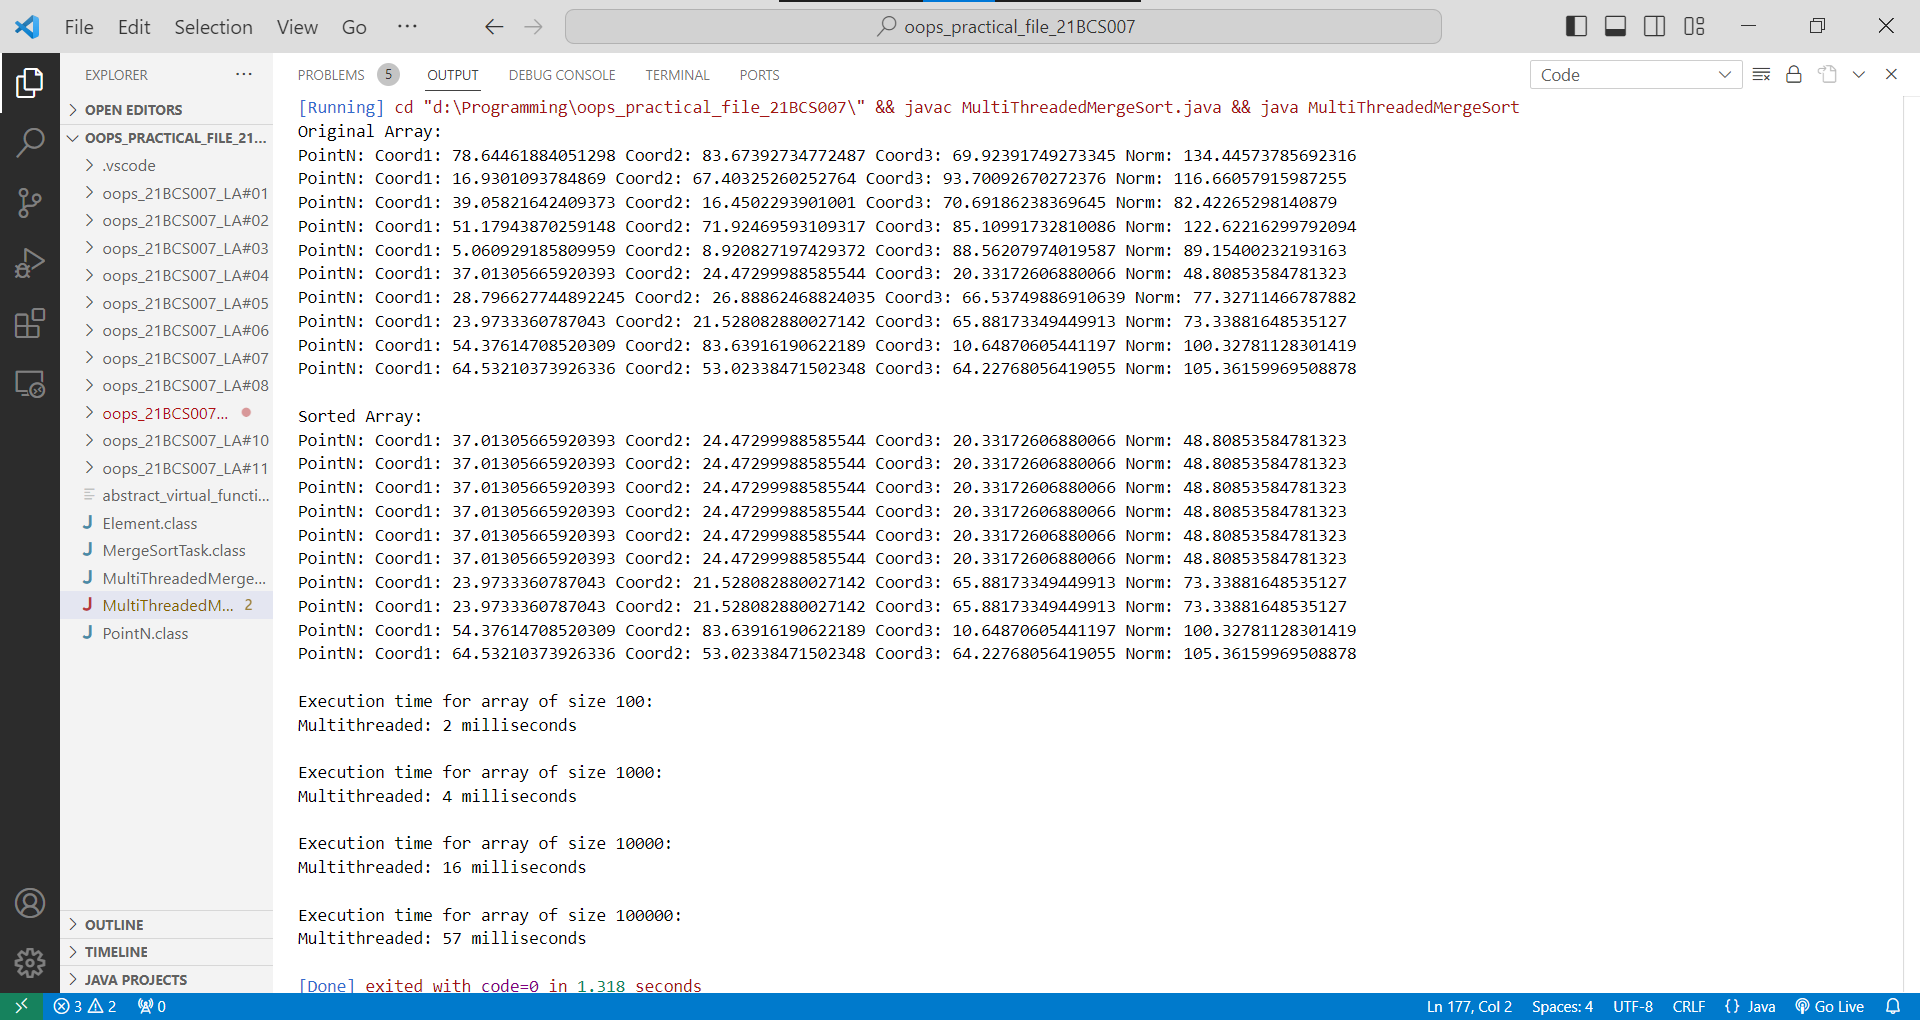 File Edit Selection View Go ··· oops_practical_file_21BCS007
EXPLORER ···
OPEN EDITORS
OOPS_PRACTICAL_FILE_21...
.vscode
oops_21BCS007_LA#01
oops_21BCS007_LA#02
oops_21BCS007_LA#03
oops_21BCS007_LA#04
oops_21BCS007_LA#05
oops_21BCS007_LA#06
oops_21BCS007_LA#07
oops_21BCS007_LA#08
oops_21BCS007...
oops_21BCS007_LA#10
oops_21BCS007_LA#11
abstract_virtual_functi...
J Element.class
J MergeSortTask.class
J MultiThreadedMerge...
J MultiThreadedM... 2
J PointN.class
OUTLINE
TIMELINE
JAVA PROJECTS
PROBLEMS 5 OUTPUT DEBUG CONSOLE TERMINAL PORTS Code
[Running] cd "d:\Programming\oops_practical_file_21BCS007\" && javac MultiThreadedMergeSort.java && java MultiThreadedMergeSort
Original Array:
PointN: Coord1: 78.64461884051298 Coord2: 83.67392734772487 Coord3: 69.92391749273345 Norm: 134.44573785692316
PointN: Coord1: 16.9301093784869 Coord2: 67.40325260252764 Coord3: 93.70092670272376 Norm: 116.66057915987255
PointN: Coord1: 39.05821642409373 Coord2: 16.4502293901001 Coord3: 70.69186238369645 Norm: 82.42265298140879
PointN: Coord1: 51.17943870259148 Coord2: 71.92469593109317 Coord3: 85.10991732810086 Norm: 122.62216299792094
PointN: Coord1: 5.060929185809959 Coord2: 8.920827197429372 Coord3: 88.56207974019587 Norm: 89.15400232193163
PointN: Coord1: 37.01305665920393 Coord2: 24.47299988585544 Coord3: 20.33172606880066 Norm: 48.80853584781323
PointN: Coord1: 28.796627744892245 Coord2: 26.88862468824035 Coord3: 66.53749886910639 Norm: 77.32711466787882
PointN: Coord1: 23.9733360787043 Coord2: 21.528082880027142 Coord3: 65.88173349449913 Norm: 73.33881648535127
PointN: Coord1: 54.37614708520309 Coord2: 83.63916190622189 Coord3: 10.64870605441197 Norm: 100.32781128301419
PointN: Coord1: 64.53210373926336 Coord2: 53.02338471502348 Coord3: 64.22768056419055 Norm: 105.36159969508878
Sorted Array:
PointN: Coord1: 37.01305665920393 Coord2: 24.47299988585544 Coord3: 20.33172606880066 Norm: 48.80853584781323
PointN: Coord1: 37.01305665920393 Coord2: 24.47299988585544 Coord3: 20.33172606880066 Norm: 48.80853584781323
PointN: Coord1: 37.01305665920393 Coord2: 24.47299988585544 Coord3: 20.33172606880066 Norm: 48.80853584781323
PointN: Coord1: 37.01305665920393 Coord2: 24.47299988585544 Coord3: 20.33172606880066 Norm: 48.80853584781323
PointN: Coord1: 37.01305665920393 Coord2: 24.47299988585544 Coord3: 20.33172606880066 Norm: 48.80853584781323
PointN: Coord1: 37.01305665920393 Coord2: 24.47299988585544 Coord3: 20.33172606880066 Norm: 48.80853584781323
PointN: Coord1: 23.9733360787043 Coord2: 21.528082880027142 Coord3: 65.88173349449913 Norm: 73.33881648535127
PointN: Coord1: 23.9733360787043 Coord2: 21.528082880027142 Coord3: 65.88173349449913 Norm: 73.33881648535127
PointN: Coord1: 54.37614708520309 Coord2: 83.63916190622189 Coord3: 10.64870605441197 Norm: 100.32781128301419
PointN: Coord1: 64.53210373926336 Coord2: 53.02338471502348 Coord3: 64.22768056419055 Norm: 105.36159969508878
Execution time for array of size 100:
Multithreaded: 2 milliseconds
Execution time for array of size 1000:
Multithreaded: 4 milliseconds
Execution time for array of size 10000:
Multithreaded: 16 milliseconds
Execution time for array of size 100000:
Multithreaded: 57 milliseconds
[Done] exited with code=0 in 1.318 seconds
3 2 0 Ln 177, Col 2 Spaces: 4 UTF-8 CRLF {} Java Go Live